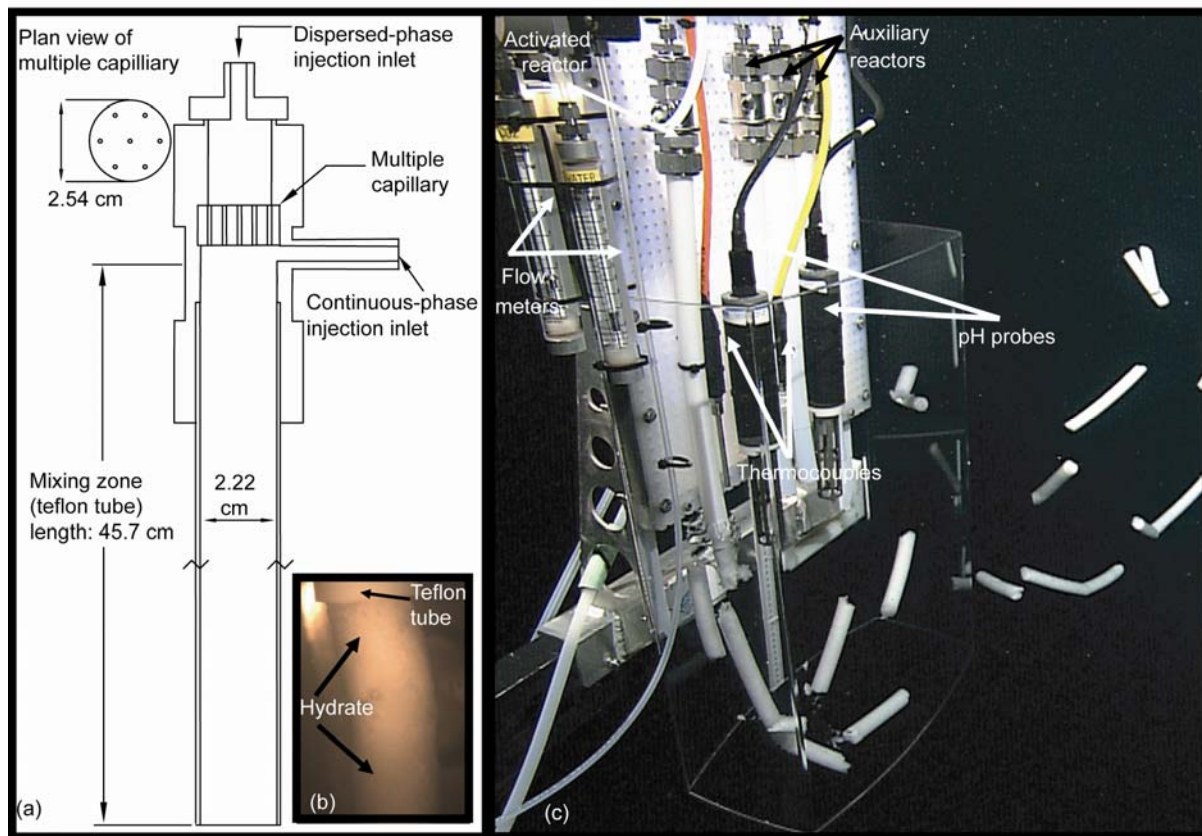 Plan view of
multiple capilliary
2.54 cm
Dispersed-phase
injection inlet
Multiple
capillary
Continuous-phase
injection inlet
Mixing zone
(teflon tube)
length: 45.7 cm
2.22
cm
(a)
Teflon
tube
Hydrate
(b)
Activated
reactor
Auxiliary
reactors
WATER
Flow
meters
pH probes
Thermocouples
(c)